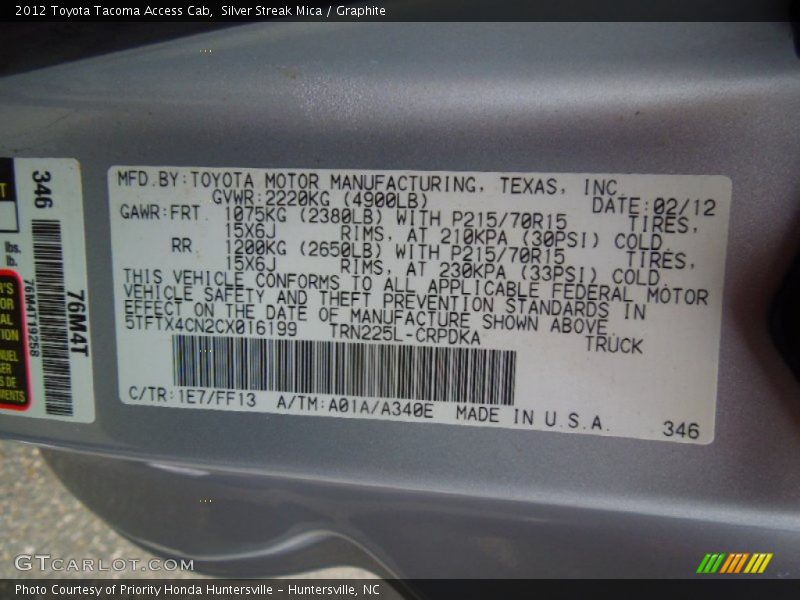 2012 Toyota Tacoma Access Cab, Silver Streak Mica / Graphite
346
76M4T
76M4T19258
lbs.
lb.
MFD.BY:TOYOTA MOTOR MANUFACTURING, TEXAS, INC.
GVWR:2220KG (4900LB) DATE:02/12
GAWR:FRT. 1075KG (2380LB) WITH P215/70R15 TIRES,
15X6J RIMS, AT 210KPA (30PSI) COLD.
RR. 1200KG (2650LB) WITH P215/70R15 TIRES,
15X6J RIMS, AT 230KPA (33PSI) COLD.
THIS VEHICLE CONFORMS TO ALL APPLICABLE FEDERAL MOTOR
VEHICLE SAFETY AND THEFT PREVENTION STANDARDS IN
EFFECT ON THE DATE OF MANUFACTURE SHOWN ABOVE.
5TFTX4CN2CX016199 TRN225L-CRPDKA TRUCK
C/TR:1E7/FF13 A/TM:A01A/A340E MADE IN U.S.A.
346
GTCARLOT.COM
Photo Courtesy of Priority Honda Huntersville - Huntersville, NC